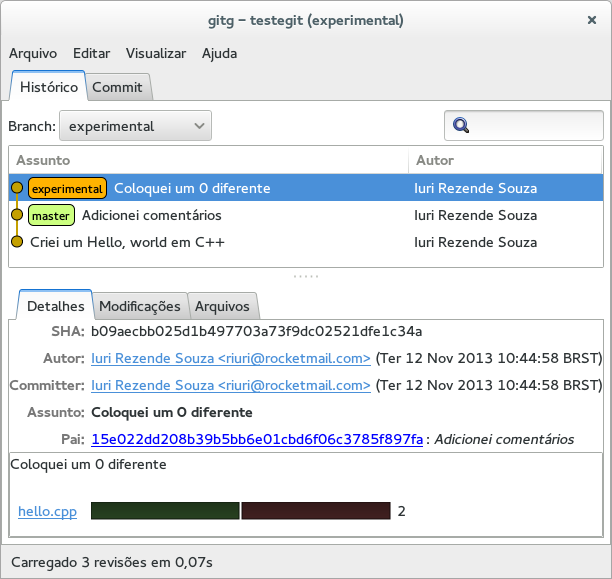 gitg - testegit (experimental)
Arquivo Editar Visualizar Ajuda
Histórico Commit
Branch: experimental
Assunto Autor
experimental Coloquei um 0 diferente Iuri Rezende Souza
master Adicionei comentários Iuri Rezende Souza
Criei um Hello, world em C++ Iuri Rezende Souza
Detalhes Modificações Arquivos
SHA: b09aecbb025d1b497703a73f9dc02521dfe1c34a
Autor: Iuri Rezende Souza <riuri@rocketmail.com> (Ter 12 Nov 2013 10:44:58 BRST)
Committer: Iuri Rezende Souza <riuri@rocketmail.com> (Ter 12 Nov 2013 10:44:58 BRST)
Assunto: Coloquei um 0 diferente
Pai: 15e022dd208b39b5bb6e01cbd6f06c3785f897fa : Adicionei comentários
Coloquei um 0 diferente
hello.cpp 2
Carregado 3 revisões em 0,07s